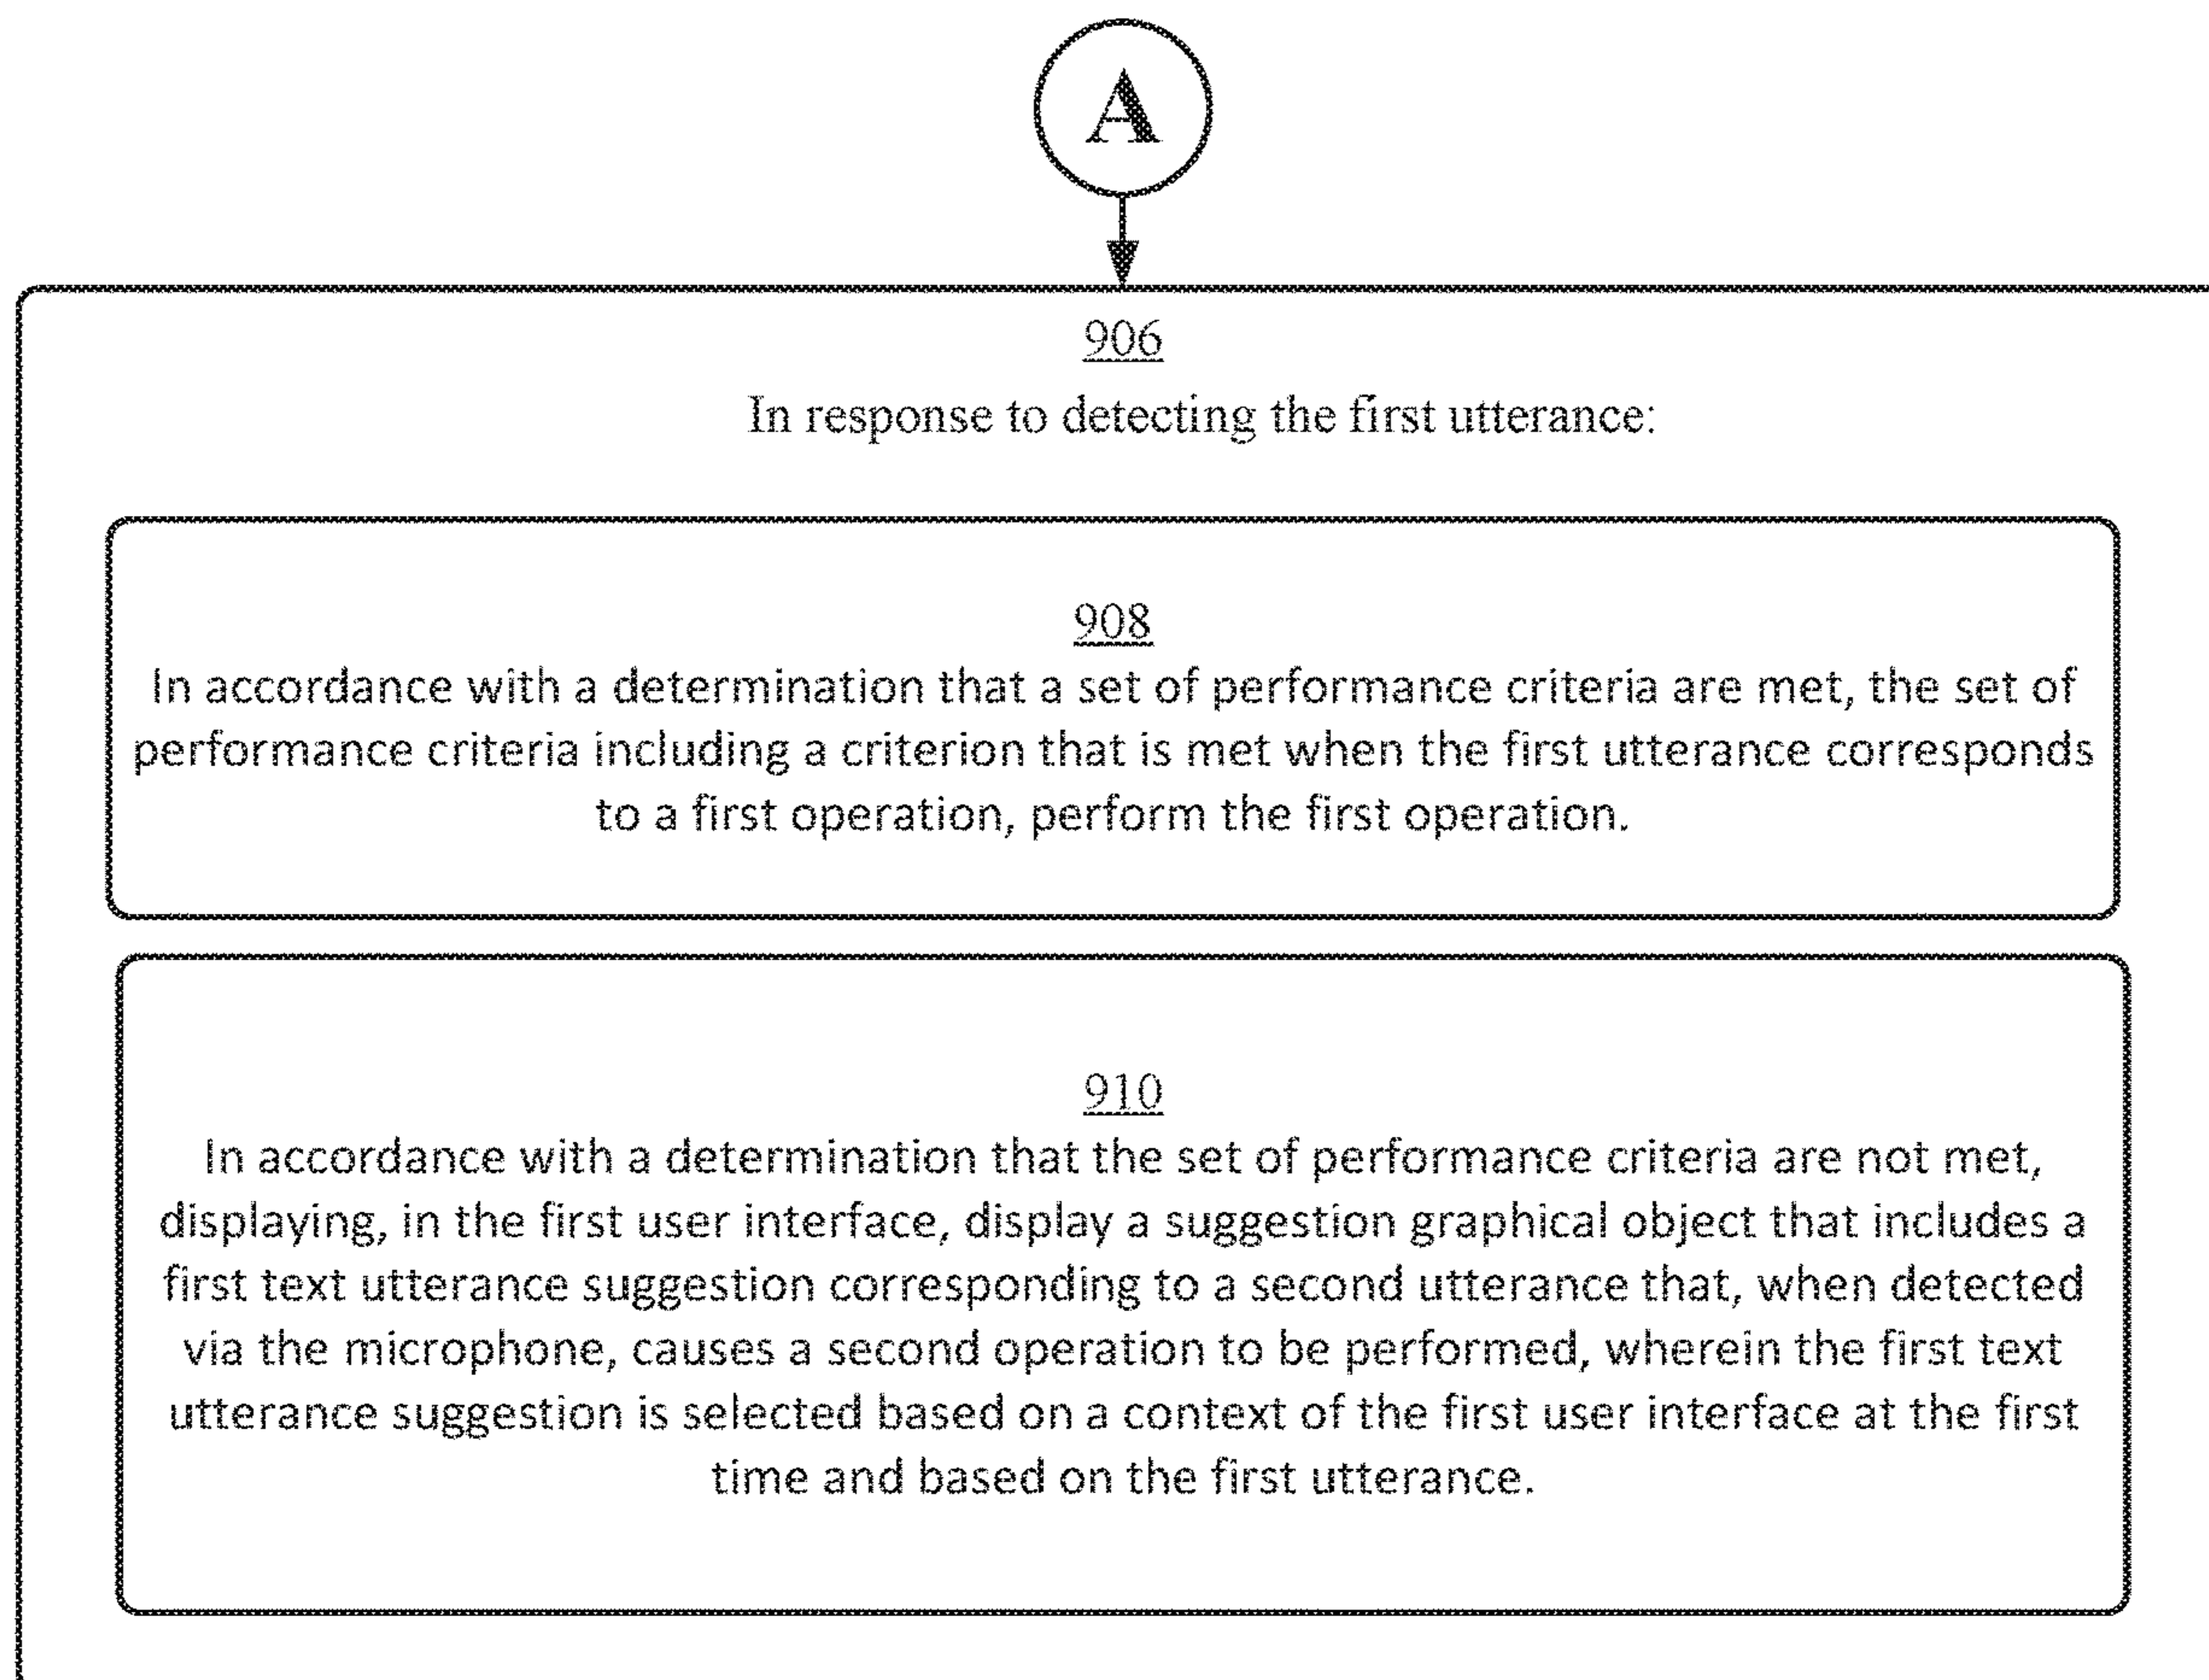 A
906
In response to detecting the first utterance:
908
In accordance with a determination that a set of performance criteria are met, the set of
performance criteria including a criterion that is met when the first utterance corresponds
to a first operation, perform the first operation.
910
In accordance with a determination that the set of performance criteria are not met,
displaying, in the first user interface, display a suggestion graphical object that includes a
first text utterance suggestion corresponding to a second utterance that, when detected
via the microphone, causes a second operation to be performed, wherein the first text
utterance suggestion is selected based on a context of the first user interface at the first
time and based on the first utterance.